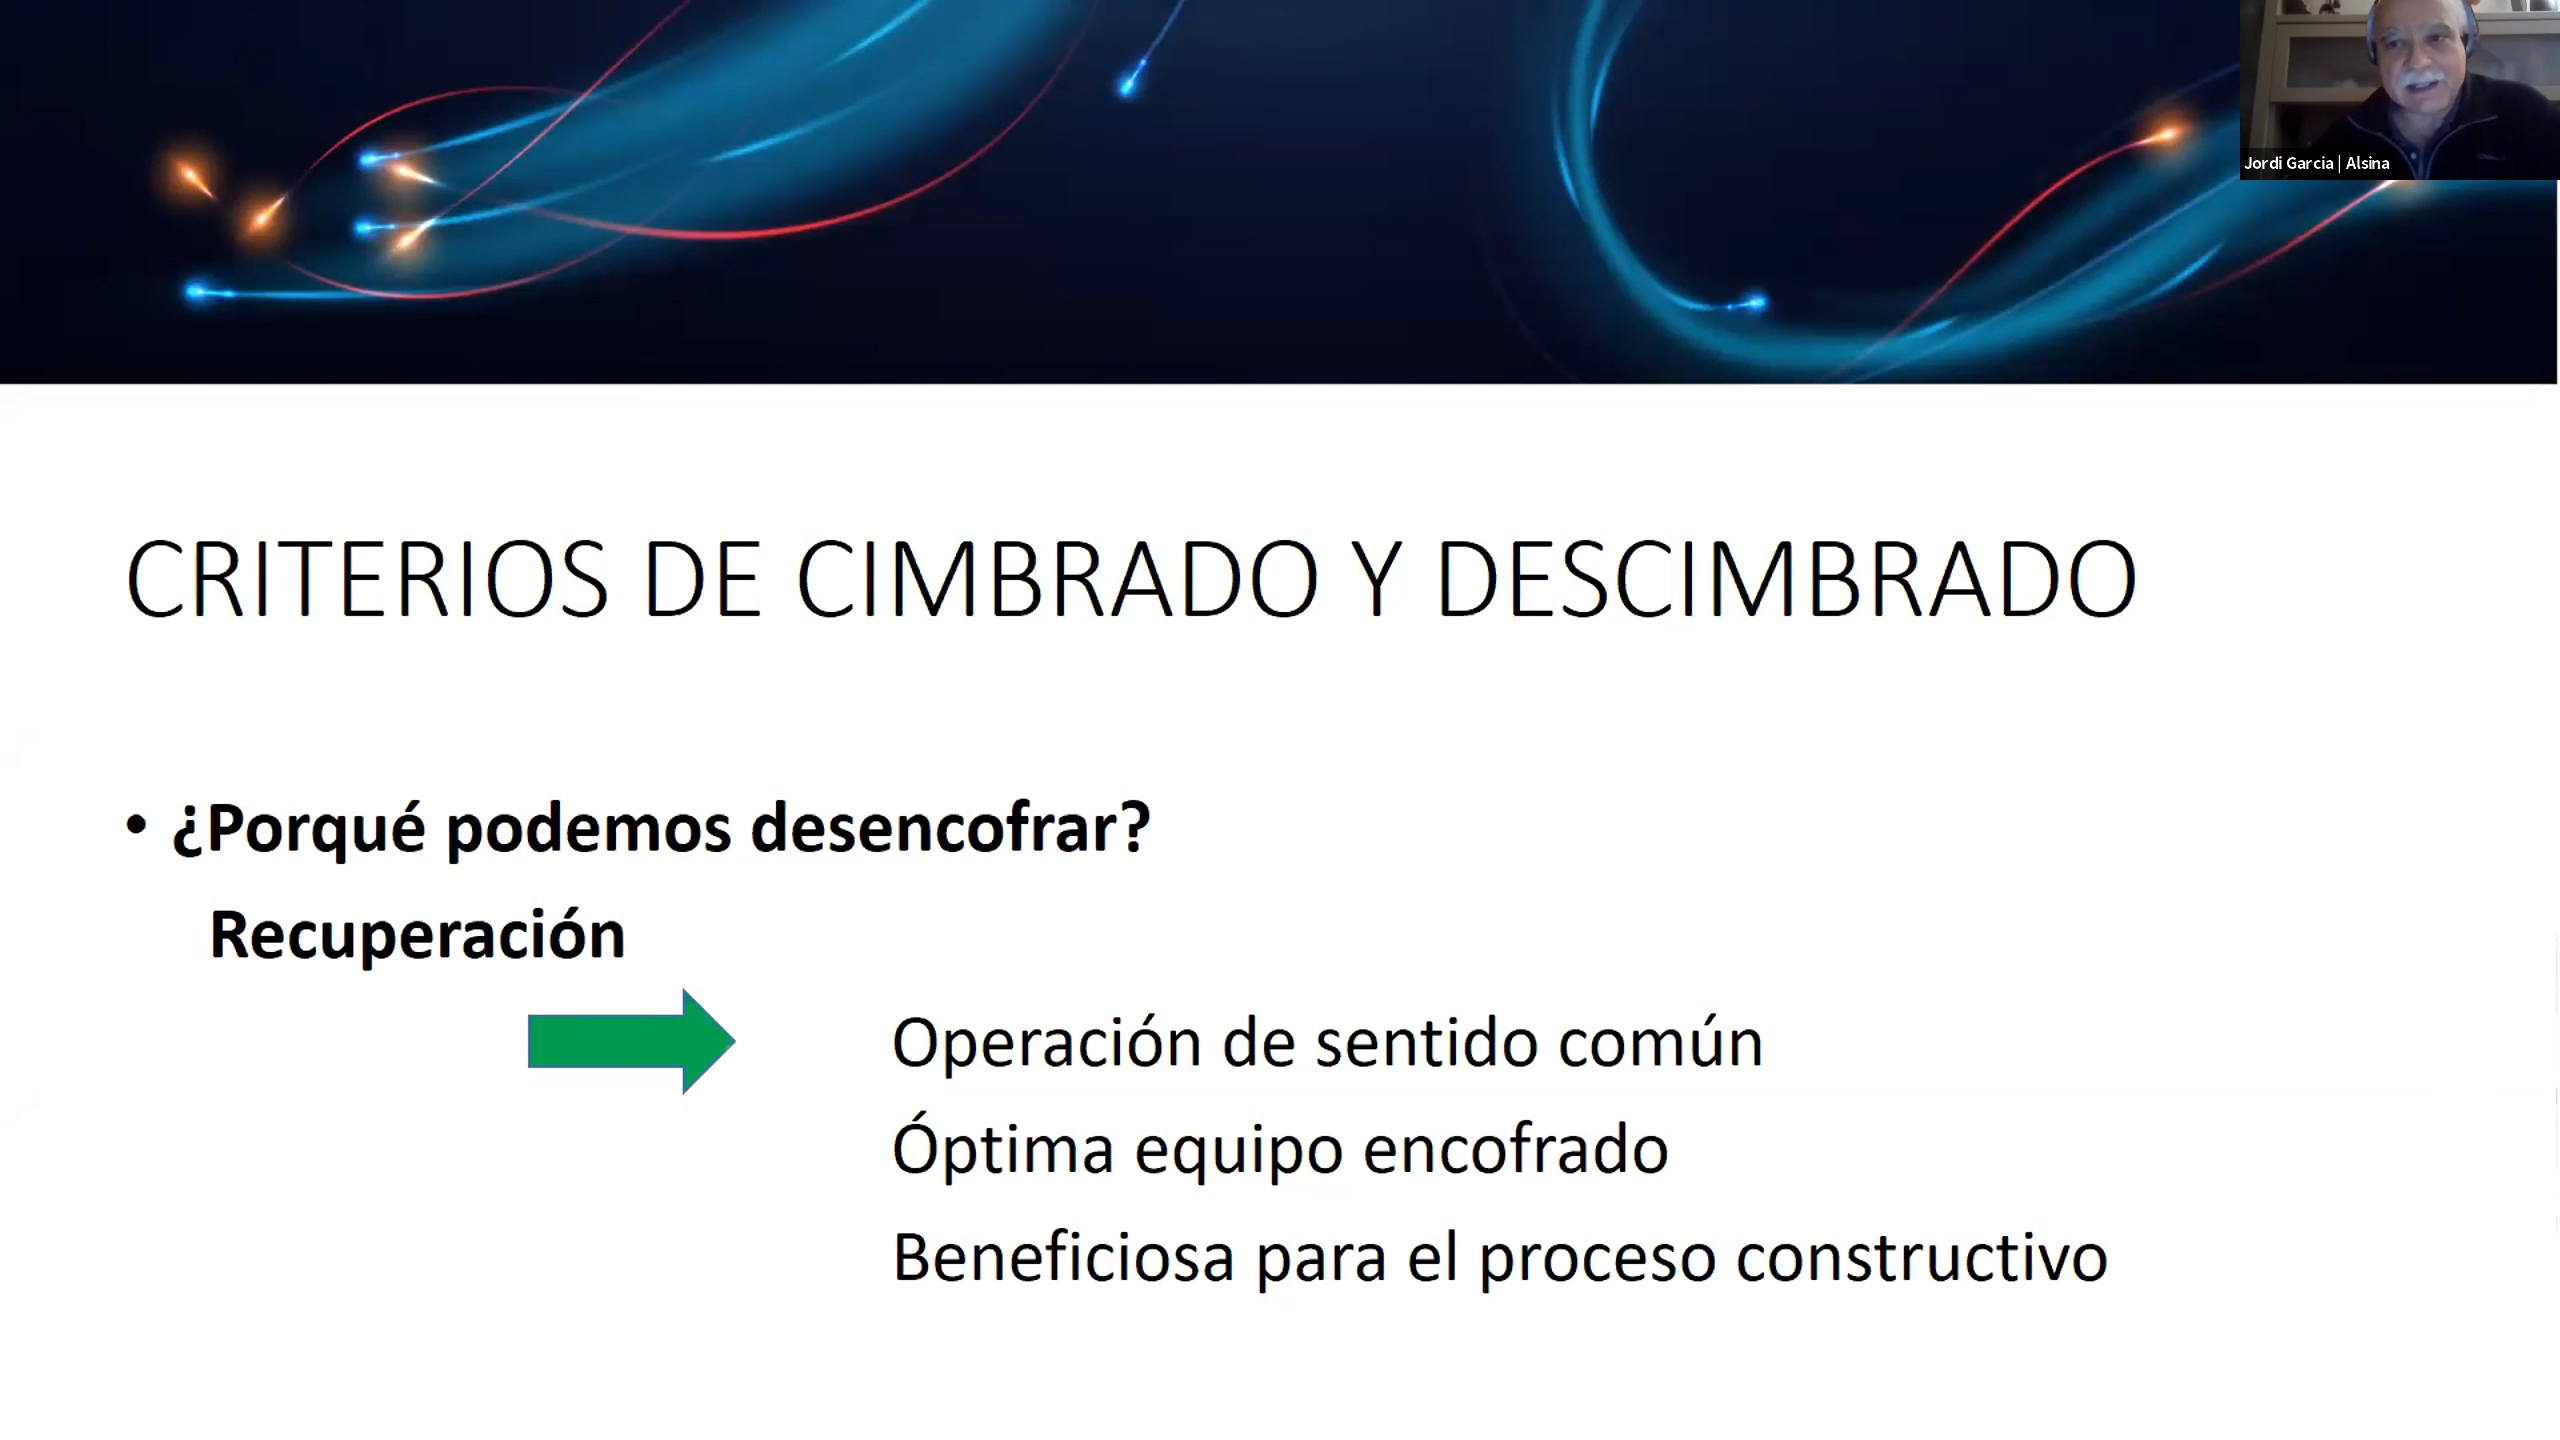 Jordi Garcia | Alsina
CRITERIOS DE CIMBRADO Y DESCIMBRADO
• ¿Porqué podemos desencofrar?
Recuperación
Operación de sentido común
Óptima equipo encofrado
Beneficiosa para el proceso constructivo